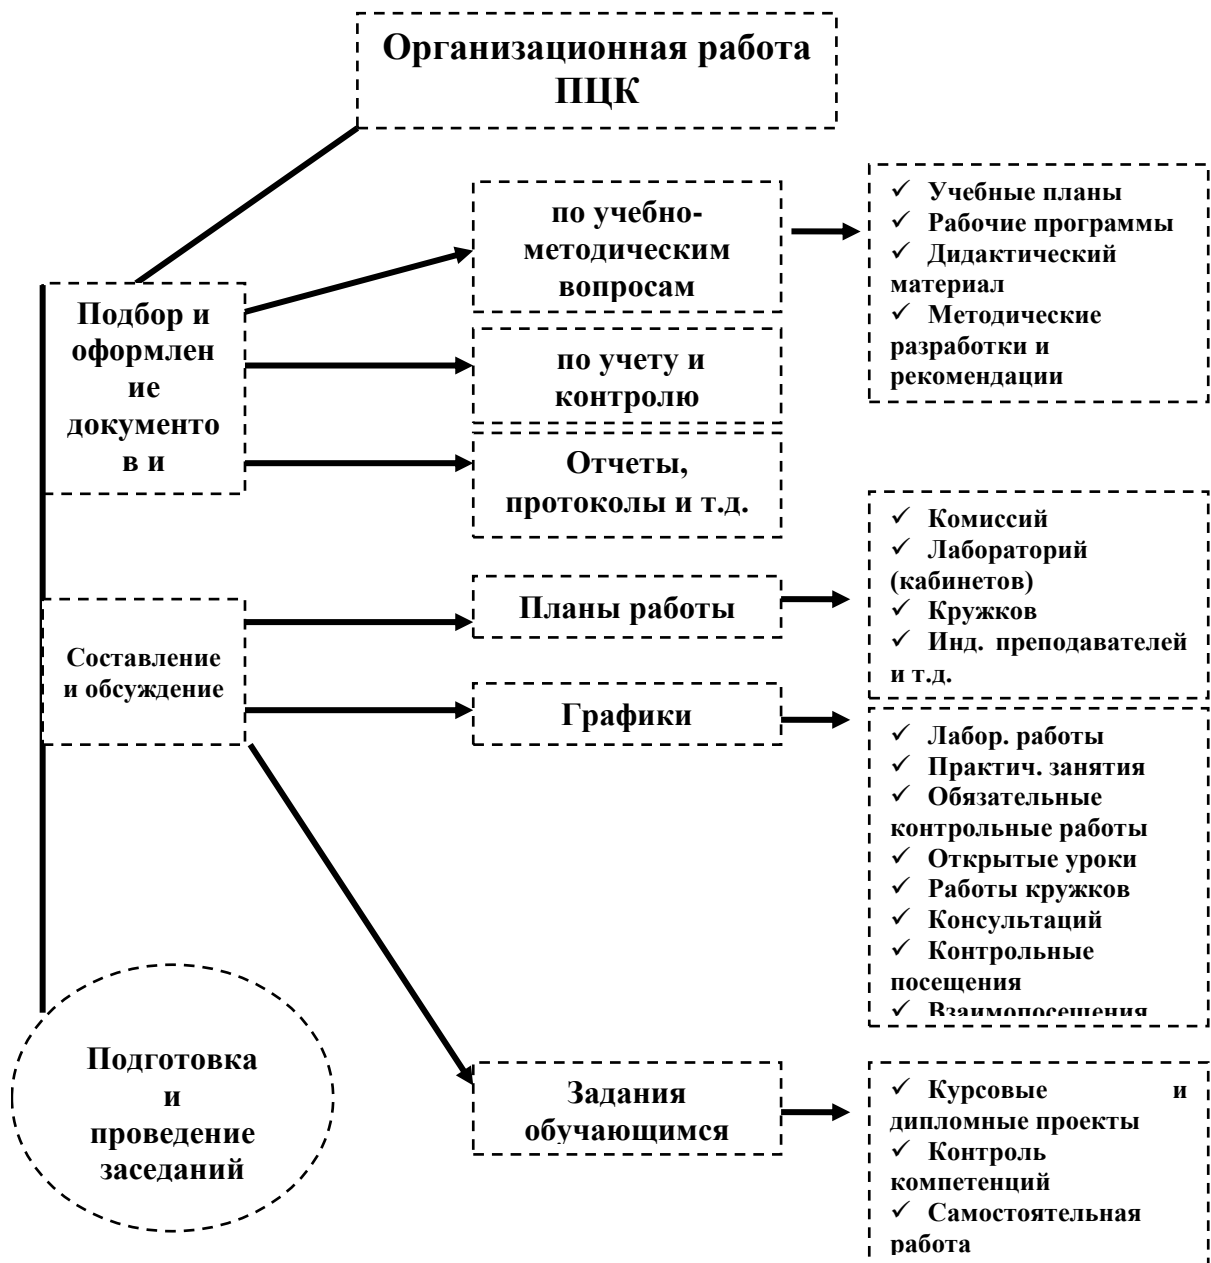 Организационная работа
ПЦК
Подбор и
оформлен
ие
документо
в и
по учебно-
методическим
вопросам
✓ Учебные планы
✓ Рабочие программы
✓ Дидактический
материал
✓ Методические
разработки и
рекомендации
по учету и
контролю
Отчеты,
протоколы и т.д.
Составление
и обсуждение
Планы работы
✓ Комиссий
✓ Лабораторий
(кабинетов)
✓ Кружков
✓ Инд. преподавателей
и т.д.
Графики
✓ Лабор. работы
✓ Практич. занятия
✓ Обязательные
контрольные работы
✓ Открытые уроки
✓ Работы кружков
✓ Консультаций
✓ Контрольные
посещения
✓ Взаимопосещения
Подготовка
и
проведение
заседаний
Задания
обучающимся
✓ Курсовые и
дипломные проекты
✓ Контроль
компетенций
✓ Самостоятельная
работа